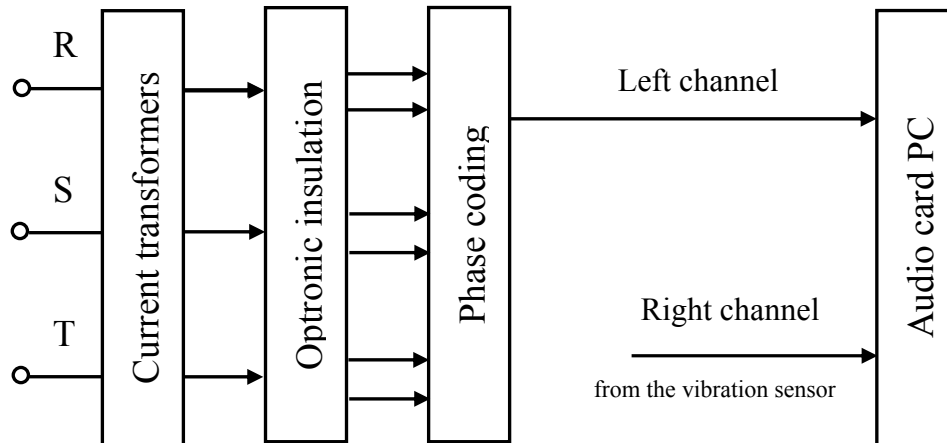 R
S
T
Current transformers
Optronic insulation
Phase coding
Left channel
Right channel
from the vibration sensor
Audio card PC